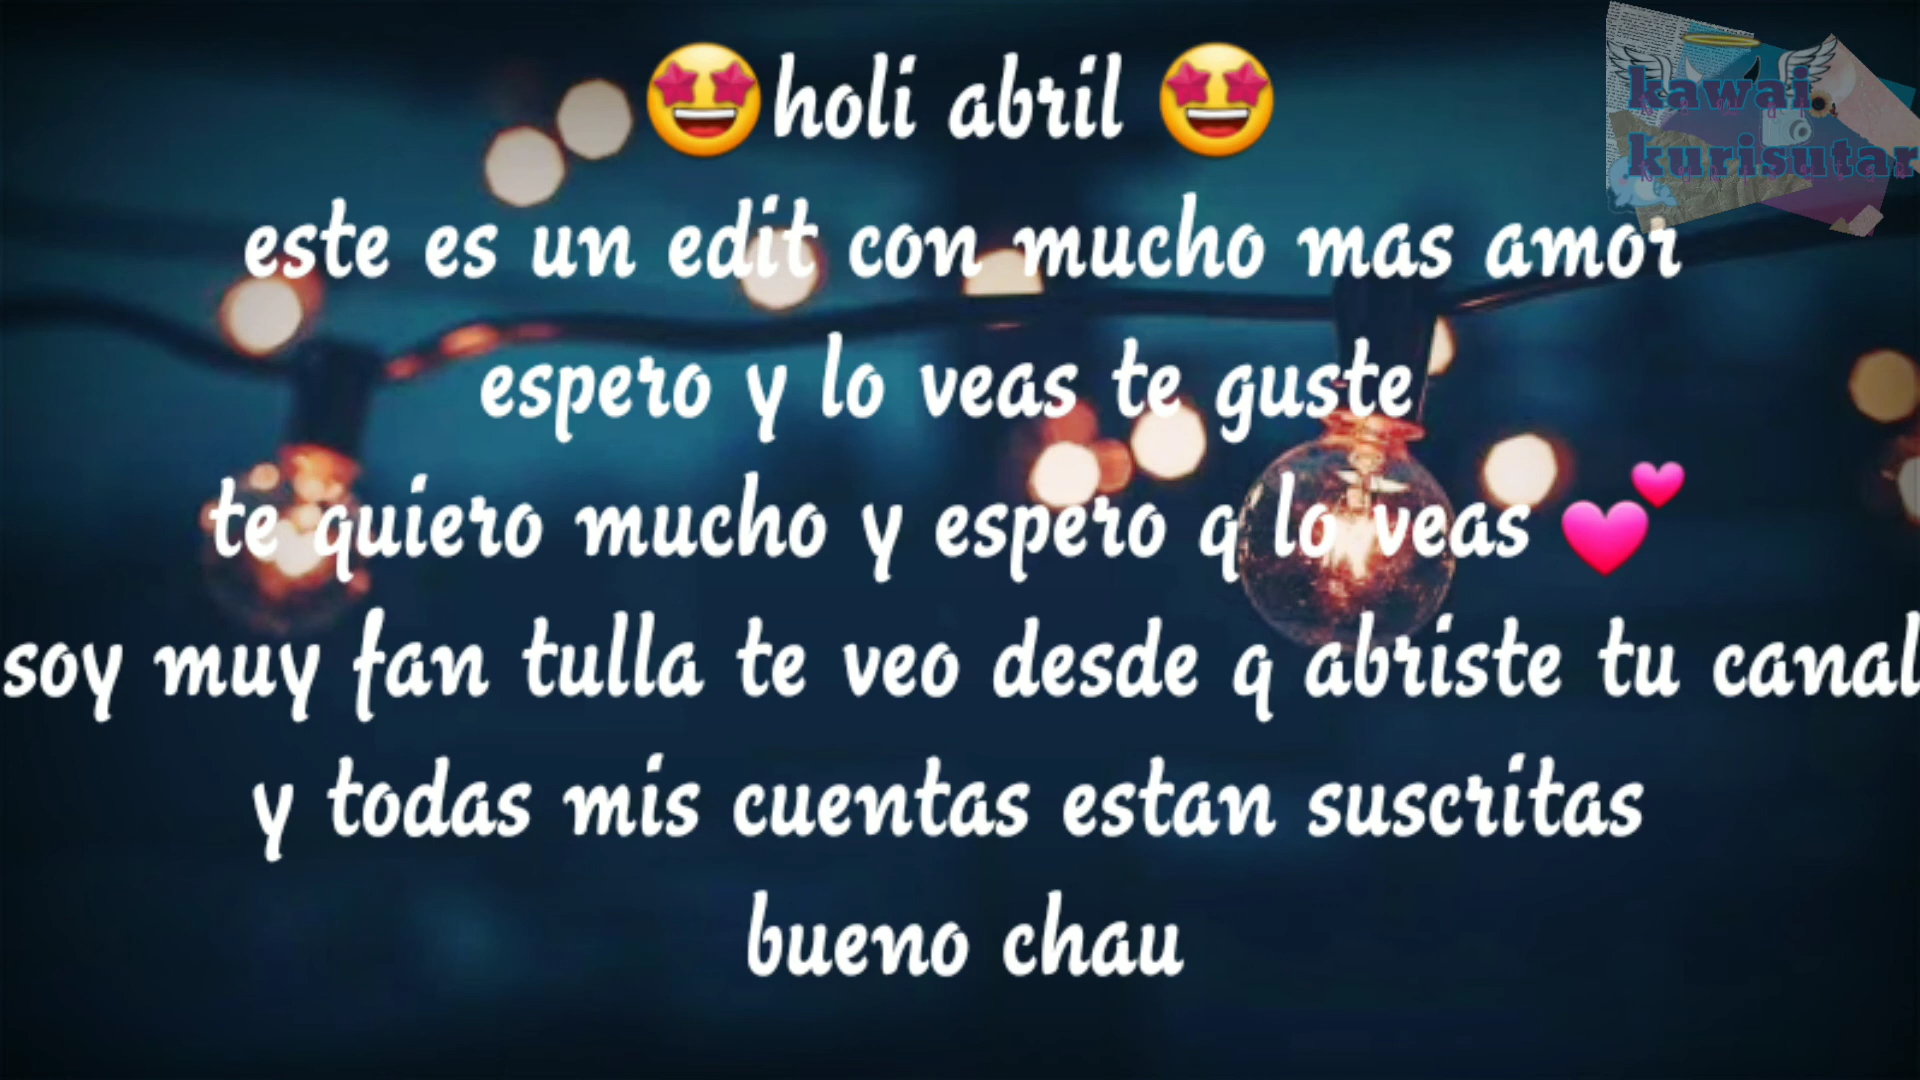 🤩holi abril 🤩
este es un edit con mucho mas amor
espero y lo veas te guste
te quiero mucho y espero q lo veas 💕
soy muy fan tulla te veo desde q abriste tu canal
y todas mis cuentas estan suscritas
bueno chau
kawai
kurisutar